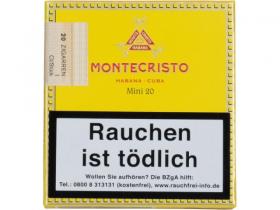 HABANA
MONTECRISTO
HABANA · CUBA
Mini 20
20 ZIGARREN
Rauchen
ist tödlich
Wollen Sie aufhören? Die BZgA hilft:
Tel.: 0800 8 313131 (kostenfrei), www.rauchfrei-info.de